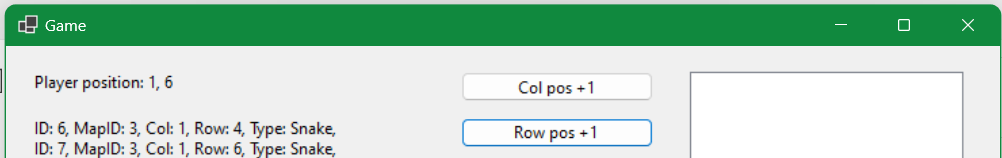 Game
Player position: 1, 6
Col pos +1
Row pos +1
ID: 6, MapID: 3, Col: 1, Row: 4, Type: Snake,
ID: 7, MapID: 3, Col: 1, Row: 6, Type: Snake,